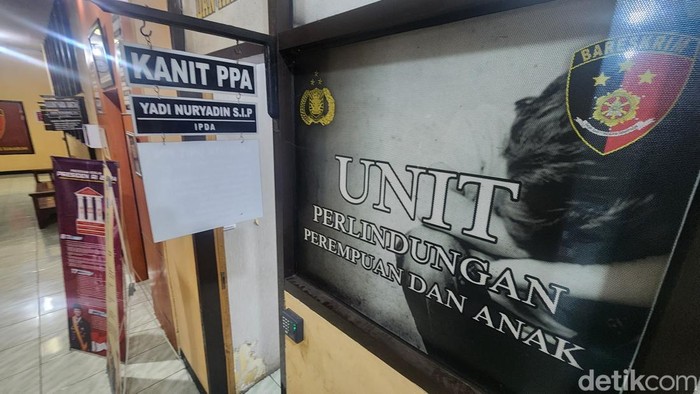 KANIT PPA
YADI NURYADIN S.I.P
IPDA
UNIT
PERLINDUNGAN
PEREMPUAN DAN ANAK
BARESKRIM
detikcom